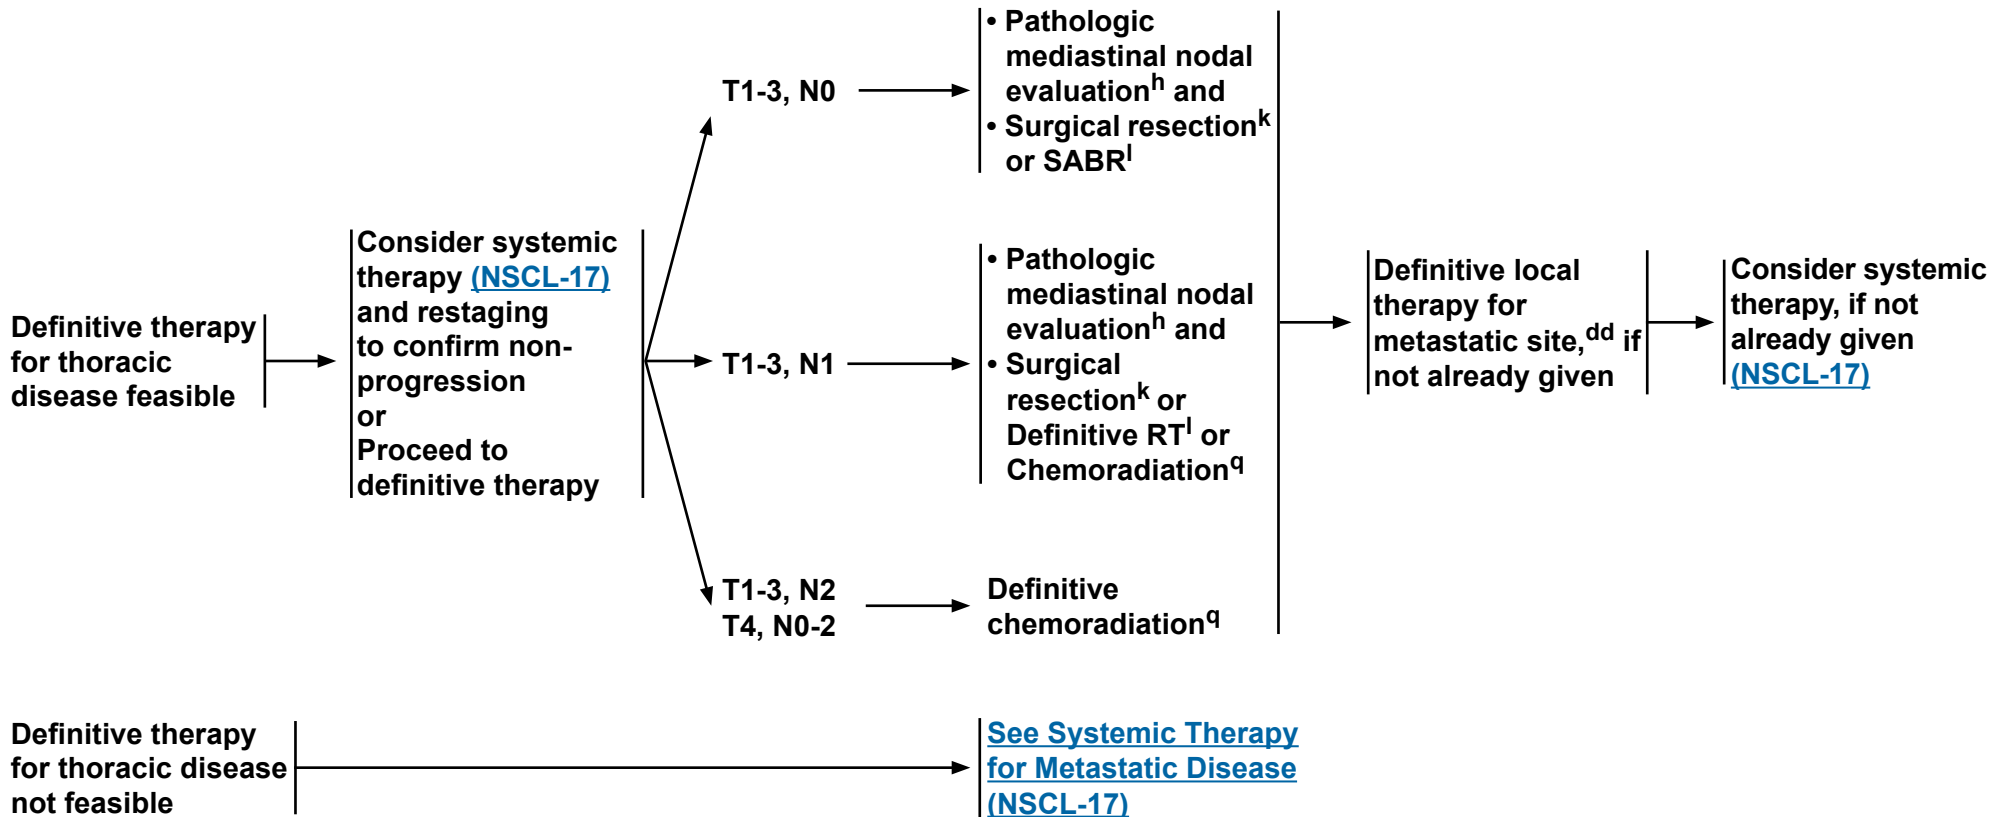 Definitive therapy
for thoracic
disease feasible
Consider systemic
therapy (NSCL-17)
and restaging
to confirm non-
progression
or
Proceed to
definitive therapy
T1-3, N0
• Pathologic
mediastinal nodal
evaluationh and
• Surgical resectionk
or SABRl
T1-3, N1
• Pathologic
mediastinal nodal
evaluationh and
• Surgical
resectionk or
Definitive RTl or
Chemoradiationq
T1-3, N2
T4, N0-2
Definitive
chemoradiationq
Definitive local
therapy for
metastatic site,dd if
not already given
Consider systemic
therapy, if not
already given
(NSCL-17)
Definitive therapy
for thoracic disease
not feasible
See Systemic Therapy
for Metastatic Disease
(NSCL-17)